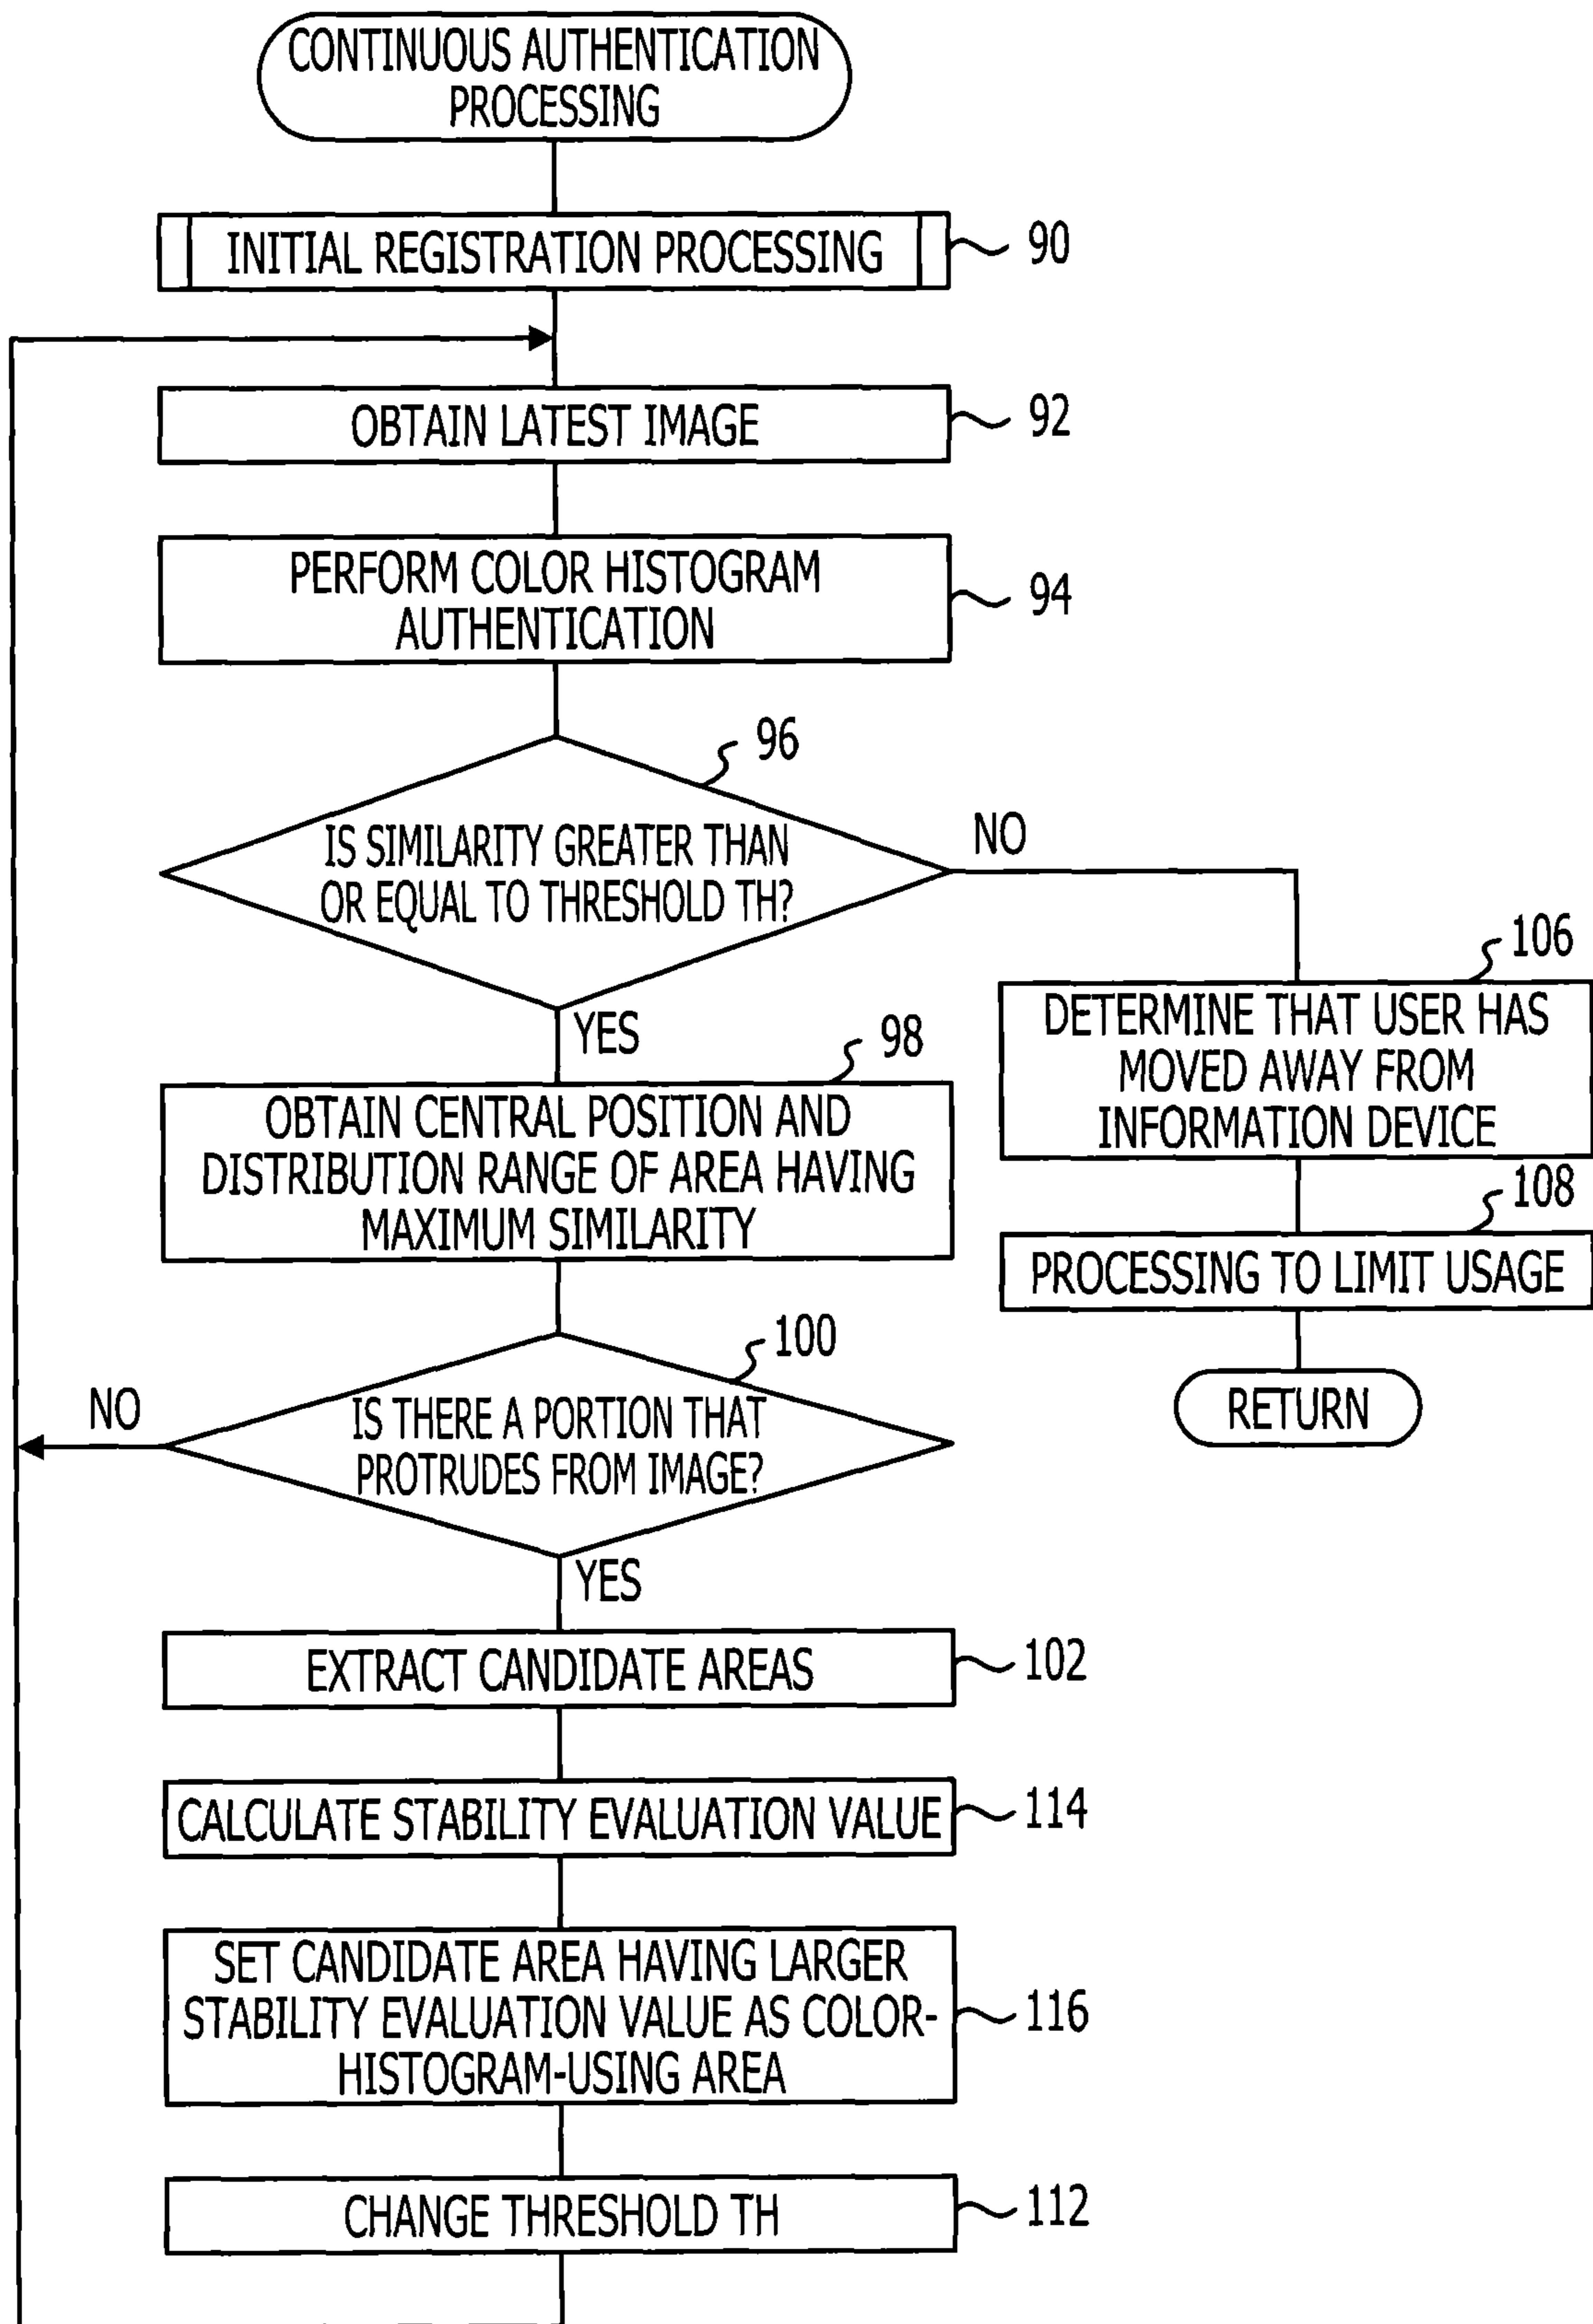 CONTINUOUS AUTHENTICATION
PROCESSING
INITIAL REGISTRATION PROCESSING
90
OBTAIN LATEST IMAGE
92
PERFORM COLOR HISTOGRAM
AUTHENTICATION
94
96
IS SIMILARITY GREATER THAN
OR EQUAL TO THRESHOLD TH?
NO
YES
106
DETERMINE THAT USER HAS
MOVED AWAY FROM
INFORMATION DEVICE
98
OBTAIN CENTRAL POSITION AND
DISTRIBUTION RANGE OF AREA HAVING
MAXIMUM SIMILARITY
108
PROCESSING TO LIMIT USAGE
RETURN
100
IS THERE A PORTION THAT
PROTRUDES FROM IMAGE?
NO
YES
EXTRACT CANDIDATE AREAS
102
CALCULATE STABILITY EVALUATION VALUE
114
SET CANDIDATE AREA HAVING LARGER
STABILITY EVALUATION VALUE AS COLOR-
HISTOGRAM-USING AREA
116
CHANGE THRESHOLD TH
112